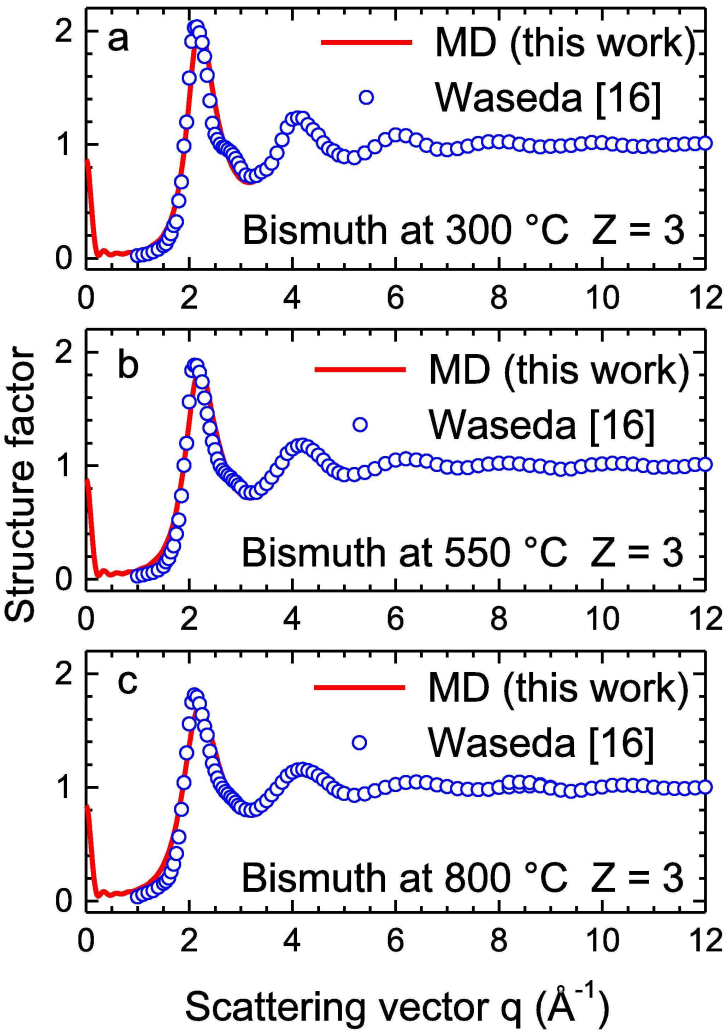 Structure factor
2
a
MD (this work)
Waseda [16]
1
Bismuth at 300 °C Z = 3
0
0 2 4 6 8 10 12
2
b
MD (this work)
Waseda [16]
1
Bismuth at 550 °C Z = 3
0
0 2 4 6 8 10 12
2
c
MD (this work)
Waseda [16]
1
Bismuth at 800 °C Z = 3
0
0 2 4 6 8 10 12
Scattering vector q (Å⁻¹)